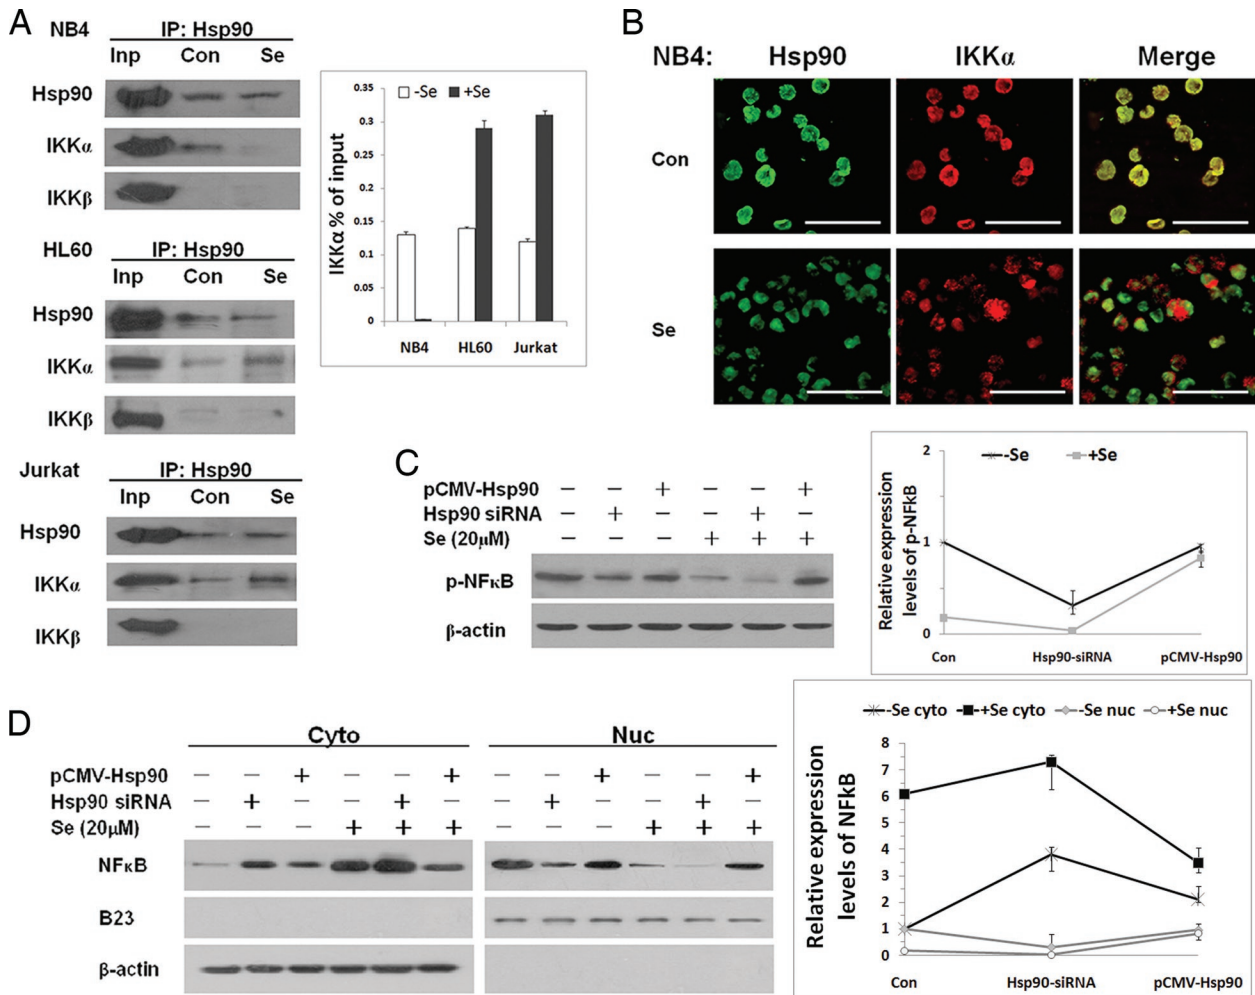 A
NB4
IP: Hsp90
Inp Con Se
Hsp90
IKKα
IKKβ
HL60
IP: Hsp90
Inp Con Se
Hsp90
IKKα
IKKβ
Jurkat
IP: Hsp90
Inp Con Se
Hsp90
IKKα
IKKβ
IKKα % of input
-Se +Se
0.35
0.3
0.25
0.2
0.15
0.1
0.05
0
NB4 HL60 Jurkat
B
NB4: Hsp90 IKKα Merge
Con
Se
C
pCMV-Hsp90 − − + − − +
Hsp90 siRNA − + − − + −
Se (20μM) − − − + + +
p-NFκB
β-actin
Relative expression
levels of p-NFkB
-Se +Se
2
1
0
Con Hsp90-siRNA pCMV-Hsp90
D
Cyto Nuc
pCMV-Hsp90 − − + − − + − − + − − +
Hsp90 siRNA − + − − + − − + − − + −
Se (20μM) − − − + + + − − − + + +
NFκB
B23
β-actin
Relative expression
levels of NFkB
-Se cyto +Se cyto -Se nuc +Se nuc
8
7
6
5
4
3
2
1
0
Con Hsp90-siRNA pCMV-Hsp90